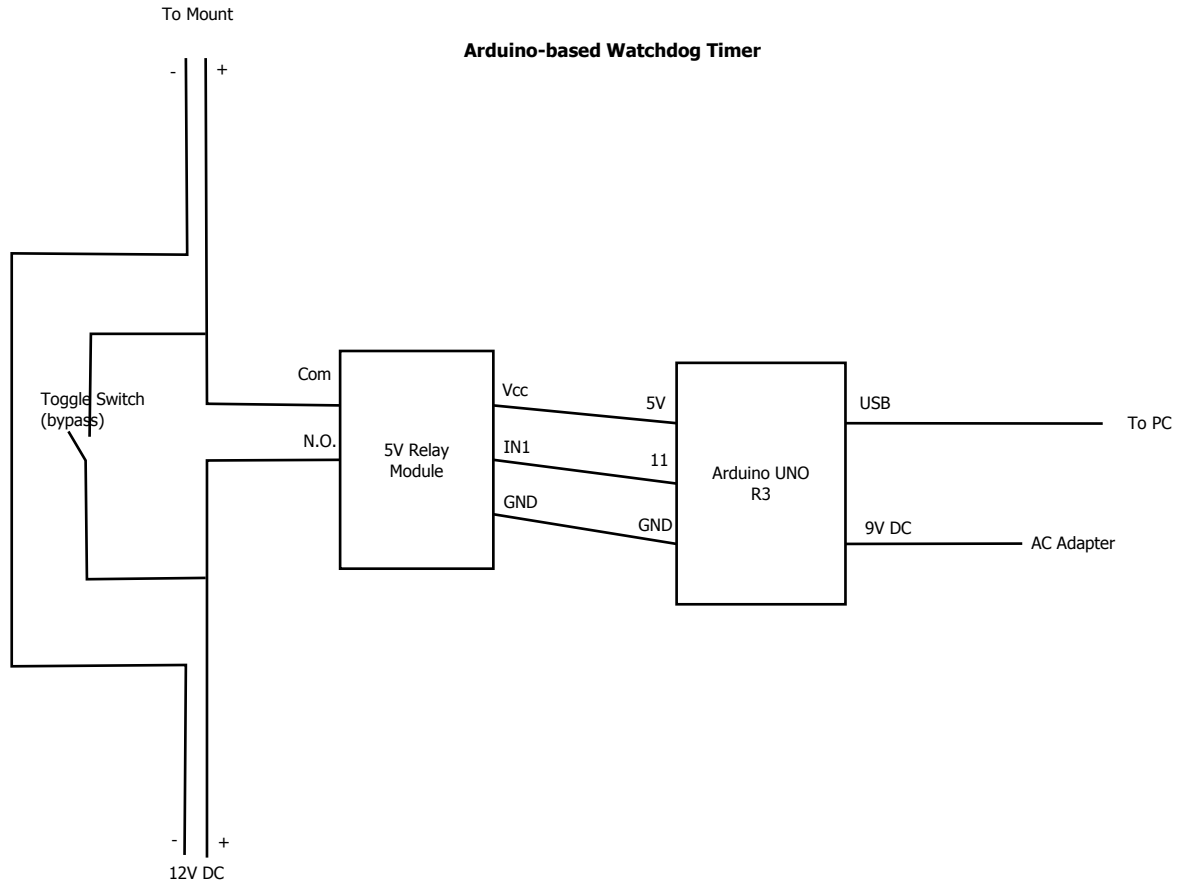 To Mount
Arduino-based Watchdog Timer
- +
Com
Vcc
5V
USB
Toggle Switch
(bypass)
To PC
N.O.
5V Relay
Module
IN1
11
Arduino UNO
R3
GND
GND
9V DC
AC Adapter
- +
12V DC